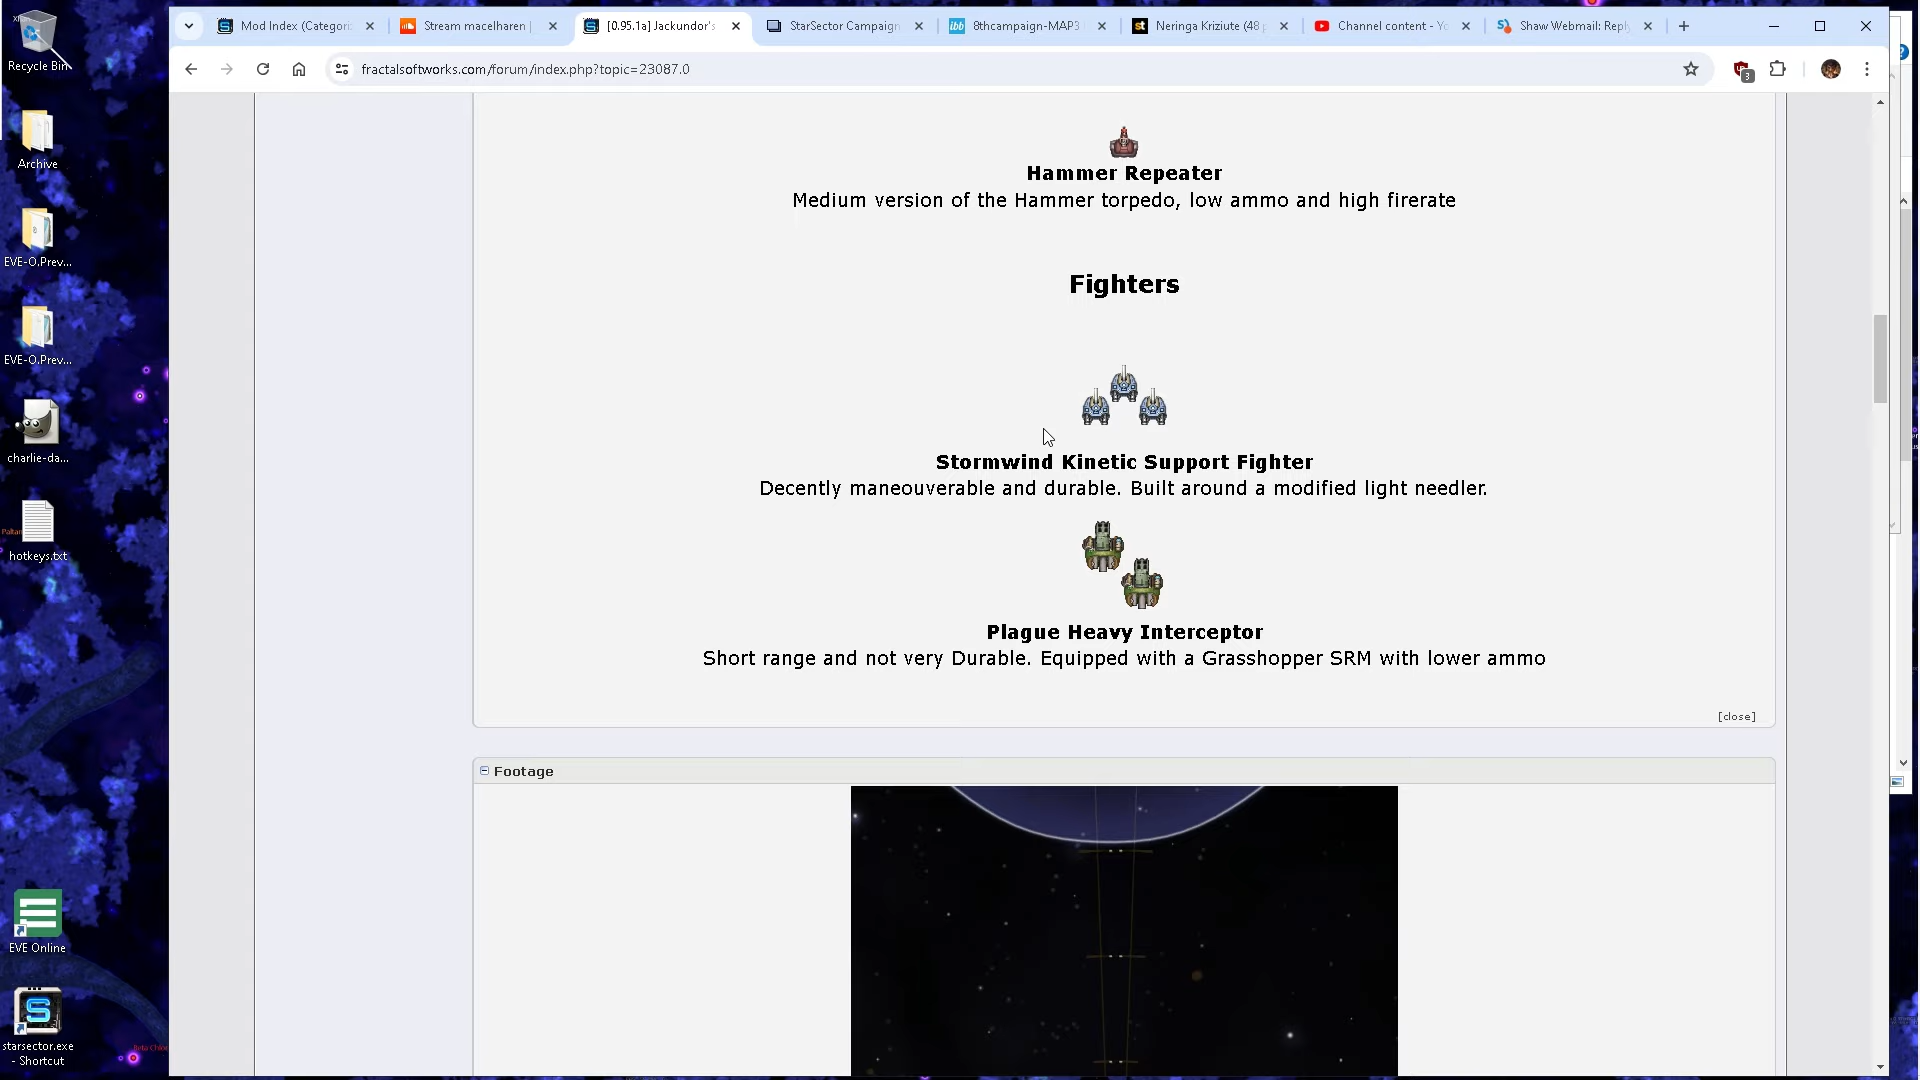 Recycle Bin
Archive
EVE-O.Prev...
EVE-O.Prev...
charlie-da...
hotkeys.txt
EVE Online
starsector.exe
- Shortcut
Mod Index (Categori
Stream macelharen |
[0.95.1a] Jackundor's
StarSector Campaign
8thcampaign-MAP3
Neringa Kriziute (48 p
Channel content - Yo
Shaw Webmail: Reply
fractalsoftworks.com/forum/index.php?topic=23087.0
3
Hammer Repeater
Medium version of the Hammer torpedo, low ammo and high firerate
Fighters
Stormwind Kinetic Support Fighter
Decently maneouverable and durable. Built around a modified light needler.
Plague Heavy Interceptor
Short range and not very Durable. Equipped with a Grasshopper SRM with lower ammo
[close]
Footage